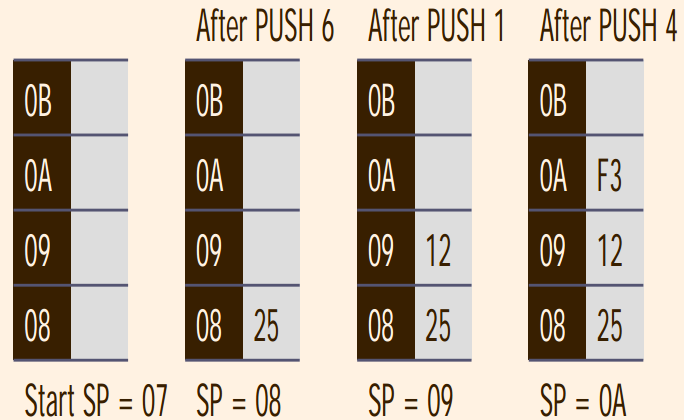 After PUSH 6 After PUSH 1 After PUSH 4
0B 0B 0B 0B
0A 0A 0A 0A F3
09 09 09 12 09 12
08 08 25 08 25 08 25
Start SP = 07 SP = 08 SP = 09 SP = 0A